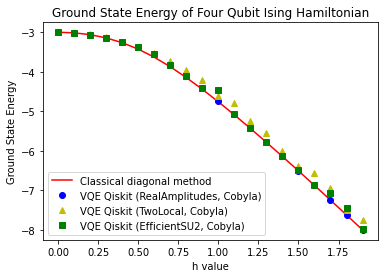 Ground State Energy of Four Qubit Ising Hamiltonian
Ground State Energy
−3
−4
−5
−6
−7
−8
Classical diagonal method
VQE Qiskit (RealAmplitudes, Cobyla)
VQE Qiskit (TwoLocal, Cobyla)
VQE Qiskit (EfficientSU2, Cobyla)
0.00 0.25 0.50 0.75 1.00 1.25 1.50 1.75
h value